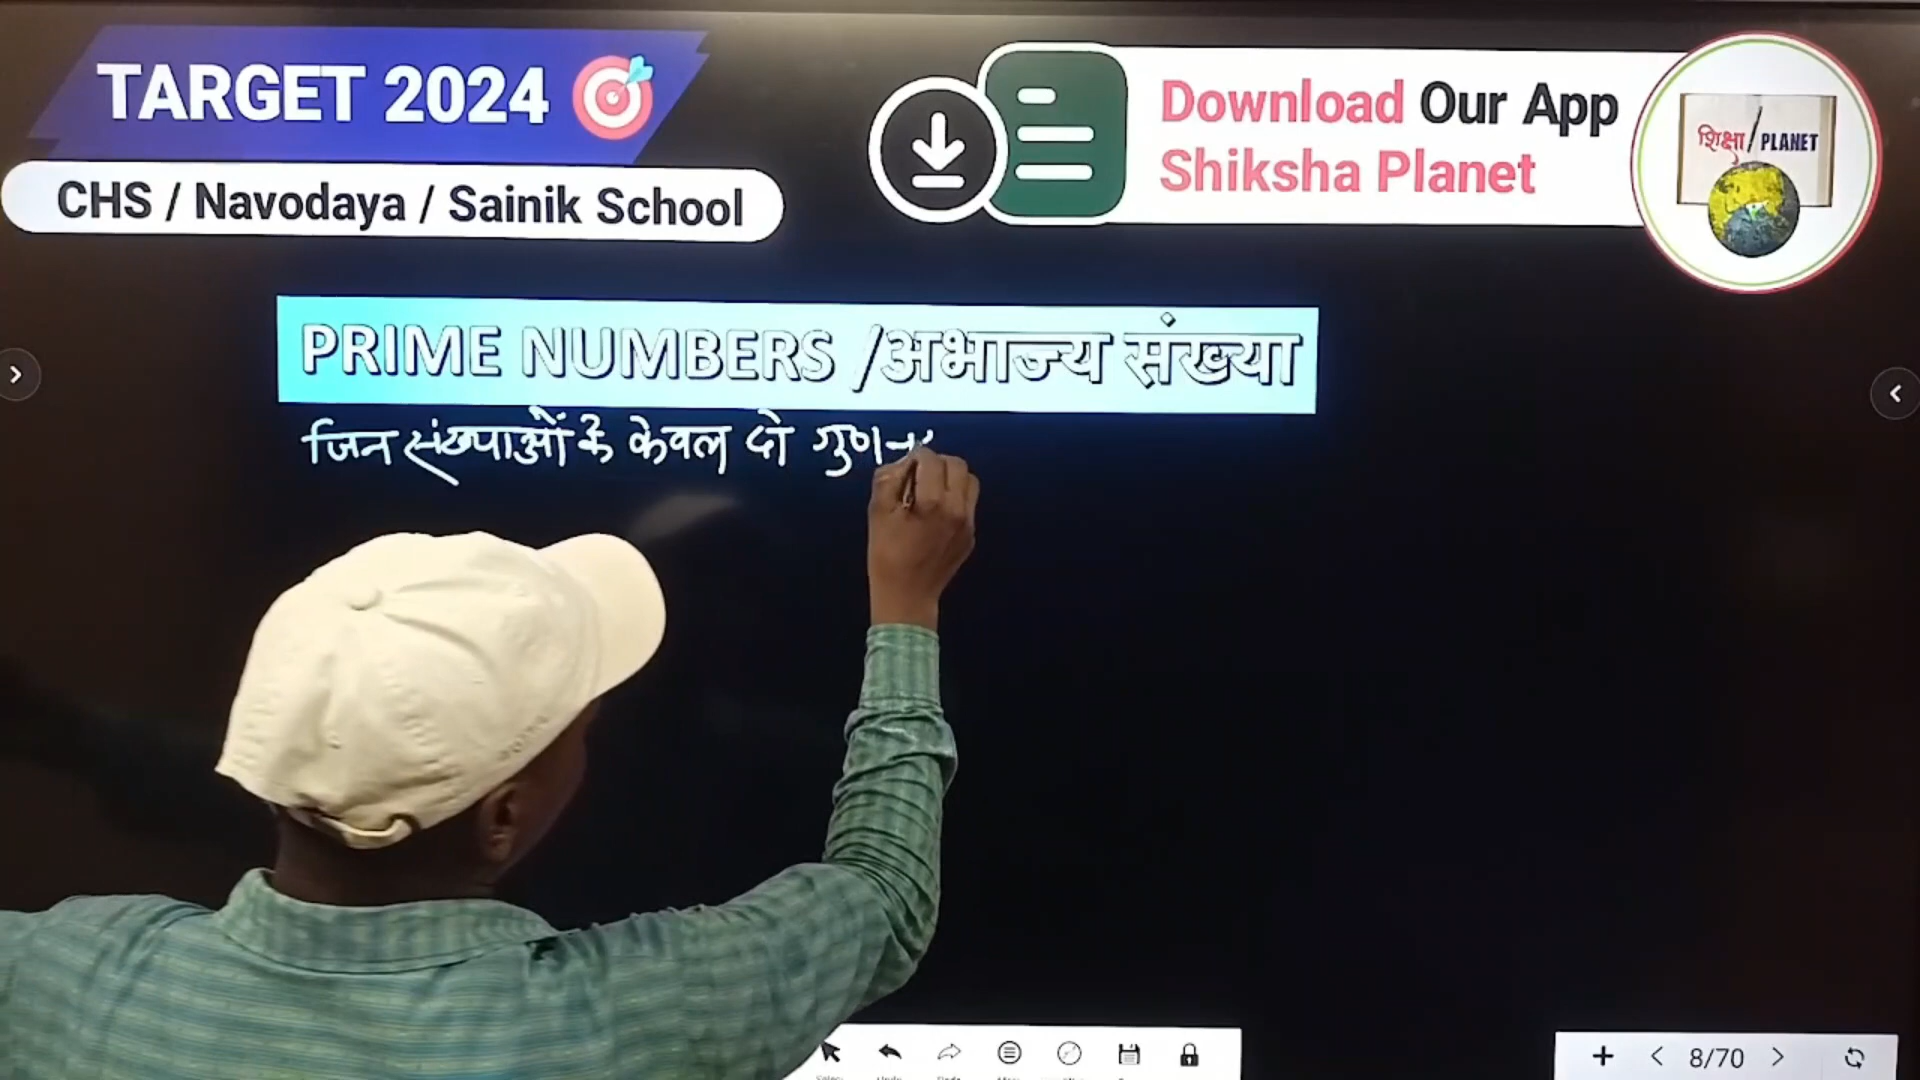 TARGET 2024
CHS / Navodaya / Sainik School
Download Our App
Shiksha Planet
शिक्षा / PLANET
PRIME NUMBERS /अभाज्य संख्या
जिन संख्याओं के केवल दो
8/70